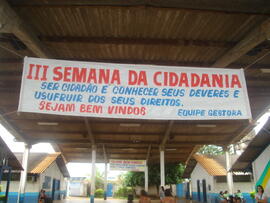 III SEMANA DA CIDADANIA
SER CIDADÃO É CONHECER SEUS DEVERES E
USUFRUIR DOS SEUS DIREITOS.
SEJAM BEM VINDOS EQUIPE GESTORA